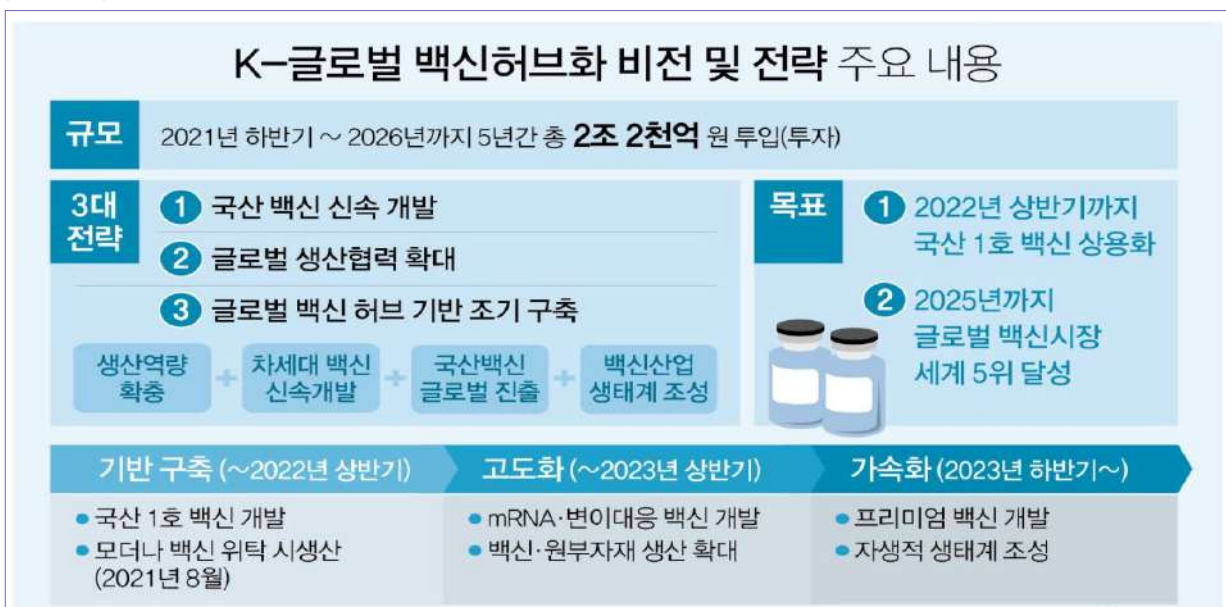 K-글로벌 백신허브화 비전 및 전략 주요 내용
규모
2021년 하반기 ~ 2026년까지 5년간 총 2조 2천억 원 투입(투자)
3대
전략
1 국산 백신 신속 개발
2 글로벌 생산협력 확대
3 글로벌 백신 허브 기반 조기 구축
생산역량
확충
+
차세대 백신
신속개발
+
국산백신
글로벌 진출
+
백신산업
생태계 조성
목표
1 2022년 상반기까지
국산 1호 백신 상용화
2 2025년까지
글로벌 백신시장
세계 5위 달성
기반 구축 (~2022년 상반기)
• 국산 1호 백신 개발
• 모더나 백신 위탁 시생산
(2021년 8월)
고도화 (~2023년 상반기)
• mRNA·변이대응 백신 개발
• 백신·원부자재 생산 확대
가속화 (2023년 하반기~)
• 프리미엄 백신 개발
• 자생적 생태계 조성